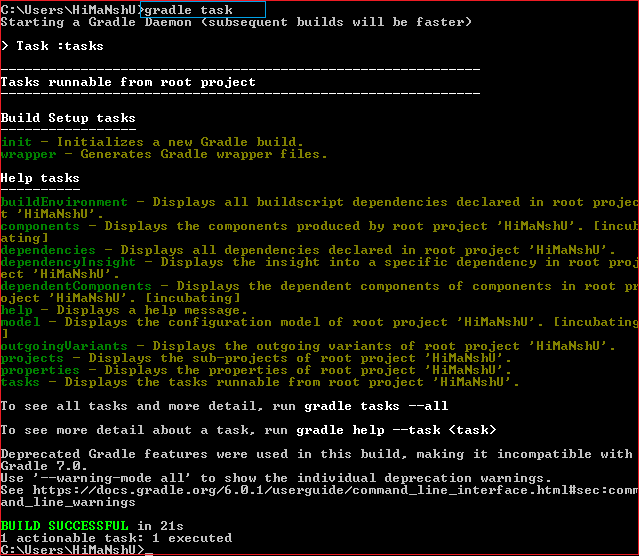 C:\Users\HiMaNshU>gradle task
Starting a Gradle Daemon (subsequent builds will be faster)
> Task :tasks
------------------------------------------------------------
Tasks runnable from root project
------------------------------------------------------------
Build Setup tasks
-----------------
init - Initializes a new Gradle build.
wrapper - Generates Gradle wrapper files.
Help tasks
----------
buildEnvironment - Displays all buildscript dependencies declared in root projec
t 'HiMaNshU'.
components - Displays the components produced by root project 'HiMaNshU'. [incub
ating]
dependencies - Displays all dependencies declared in root project 'HiMaNshU'.
dependencyInsight - Displays the insight into a specific dependency in root proj
ect 'HiMaNshU'.
dependentComponents - Displays the dependent components of components in root pr
oject 'HiMaNshU'. [incubating]
help - Displays a help message.
model - Displays the configuration model of root project 'HiMaNshU'. [incubating
]
outgoingVariants - Displays the outgoing variants of root project 'HiMaNshU'.
projects - Displays the sub-projects of root project 'HiMaNshU'.
properties - Displays the properties of root project 'HiMaNshU'.
tasks - Displays the tasks runnable from root project 'HiMaNshU'.
To see all tasks and more detail, run gradle tasks --all
To see more detail about a task, run gradle help --task <task>
Deprecated Gradle features were used in this build, making it incompatible with
Gradle 7.0.
Use '--warning-mode all' to show the individual deprecation warnings.
See https://docs.gradle.org/6.0.1/userguide/command_line_interface.html#sec:comm
and_line_warnings
BUILD SUCCESSFUL in 21s
1 actionable task: 1 executed
C:\Users\HiMaNshU>_